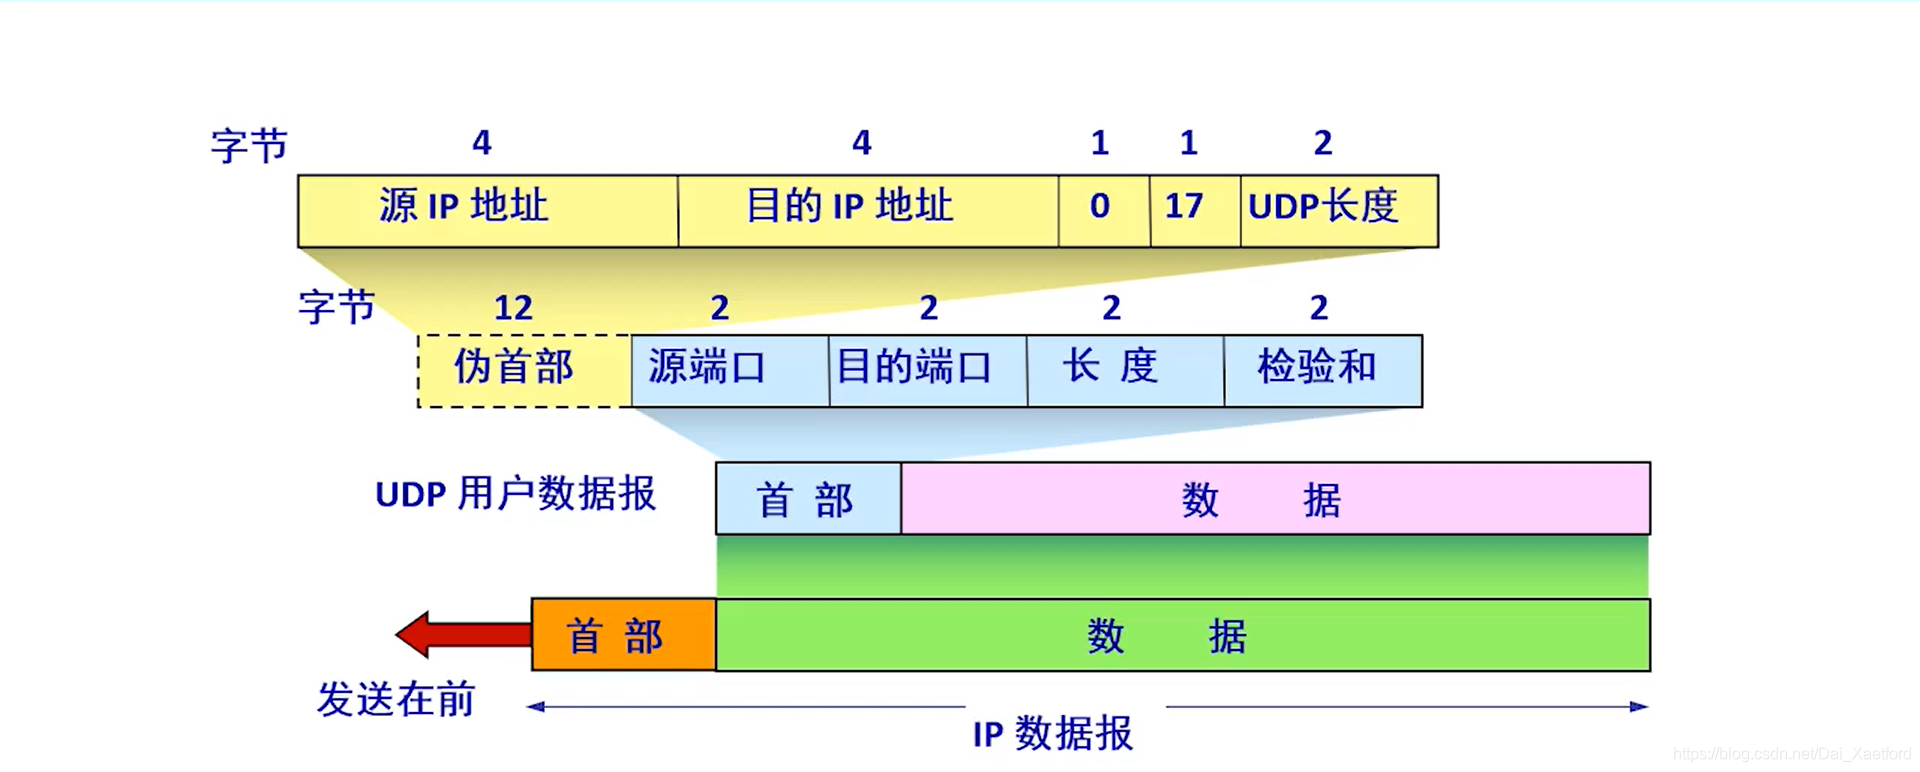 字节 4 4 1 1 2
源 IP 地址 目的 IP 地址 0 17 UDP长度
字节 12 2 2 2 2
伪首部 源端口 目的端口 长 度 检验和
UDP 用户数据报 首 部 数 据
首 部 数 据
发送在前
IP 数据报
https://blog.csdn.net/Dai_Xaetford